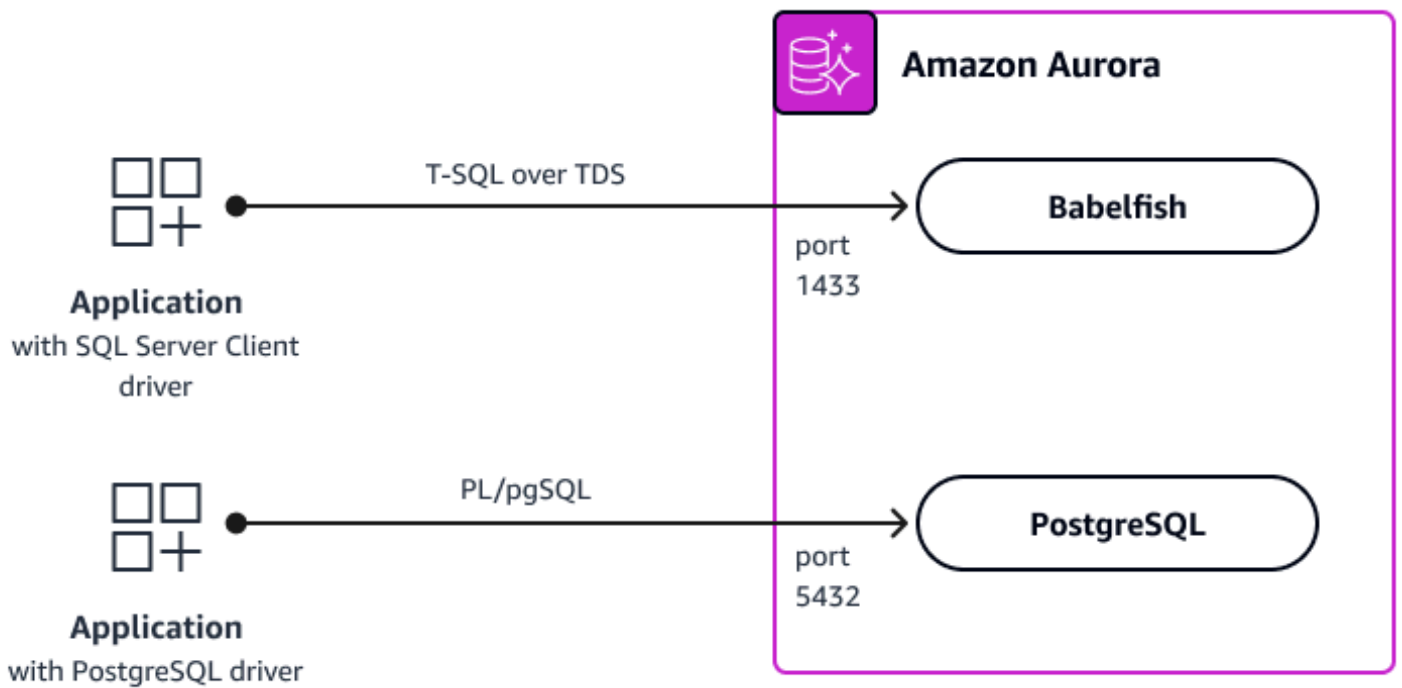 Amazon Aurora
T-SQL over TDS
Babelfish
port
1433
Application
with SQL Server Client
driver
PL/pgSQL
PostgreSQL
port
5432
Application
with PostgreSQL driver